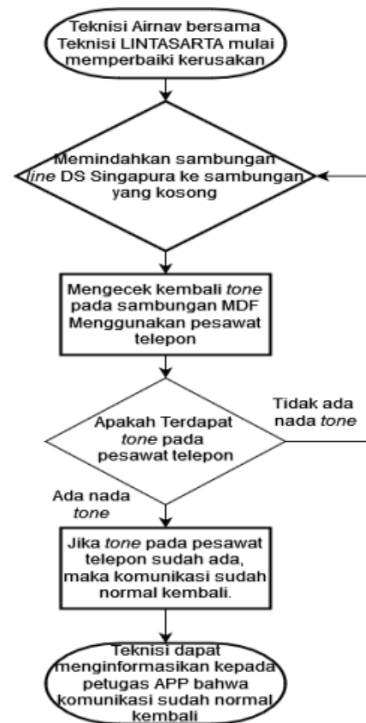 Teknisi Airnav bersama
Teknisi LINTASARTA mulai
memperbaiki kerusakan
Memindahkan sambungan
line DS Singapura ke sambungan
yang kosong
Mengecek kembali tone
pada sambungan MDF
Menggunakan pesawat
telepon
Apakah Terdapat
tone pada
pesawat telepon
Tidak ada
nada tone
Ada nada
tone
Jika tone pada pesawat
telepon sudah ada,
maka komunikasi sudah
normal kembali.
Teknisi dapat
menginformasikan kepada
petugas APP bahwa
komunikasi sudah normal
kembali